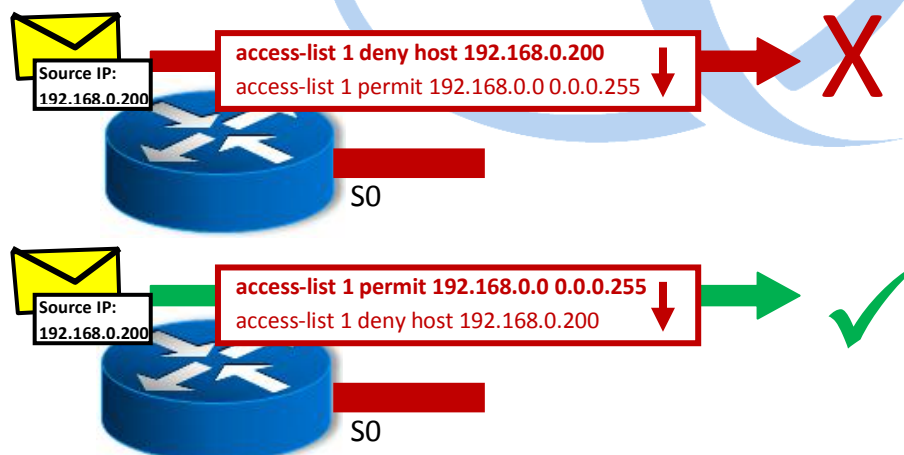 Source IP:
192.168.0.200
access-list 1 deny host 192.168.0.200
access-list 1 permit 192.168.0.0 0.0.0.255
X
S0
Source IP:
192.168.0.200
access-list 1 permit 192.168.0.0 0.0.0.255
access-list 1 deny host 192.168.0.200
S0